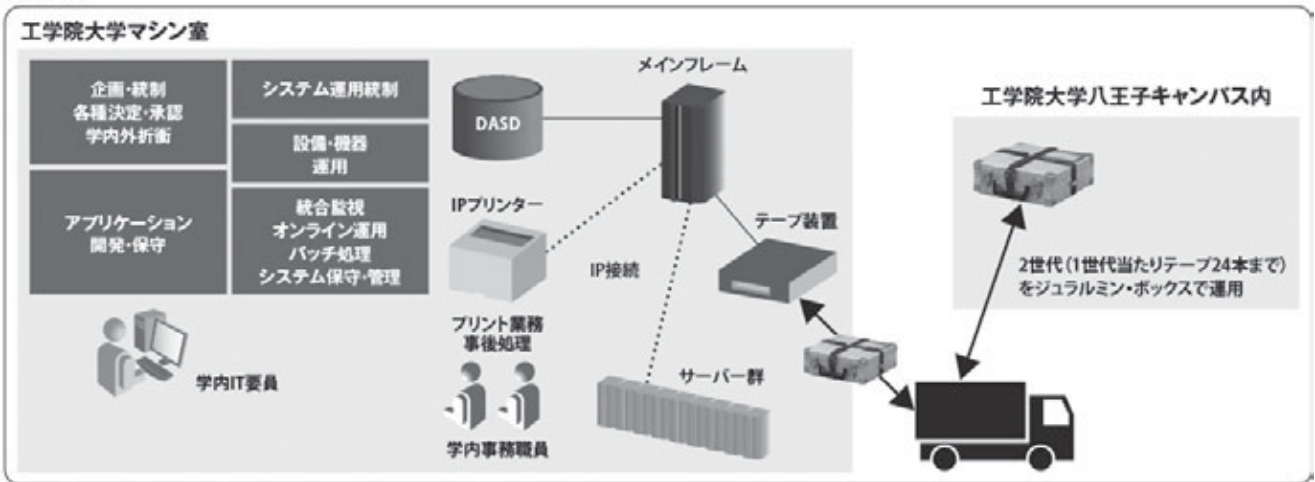 工学院大学マシン室
企画・統制
各種決定・承認
学内外折衝
アプリケーション
開発・保守
システム運用統制
設備・機器
運用
統合監視
オンライン運用
バッチ処理
システム保守・管理
学内IT要員
DASD
IPプリンター
プリント業務
事後処理
学内事務職員
メインフレーム
IP接続
テープ装置
サーバー群
工学院大学八王子キャンパス内
2世代(1世代当たりテープ24本まで)
をジュラルミン・ボックスで運用